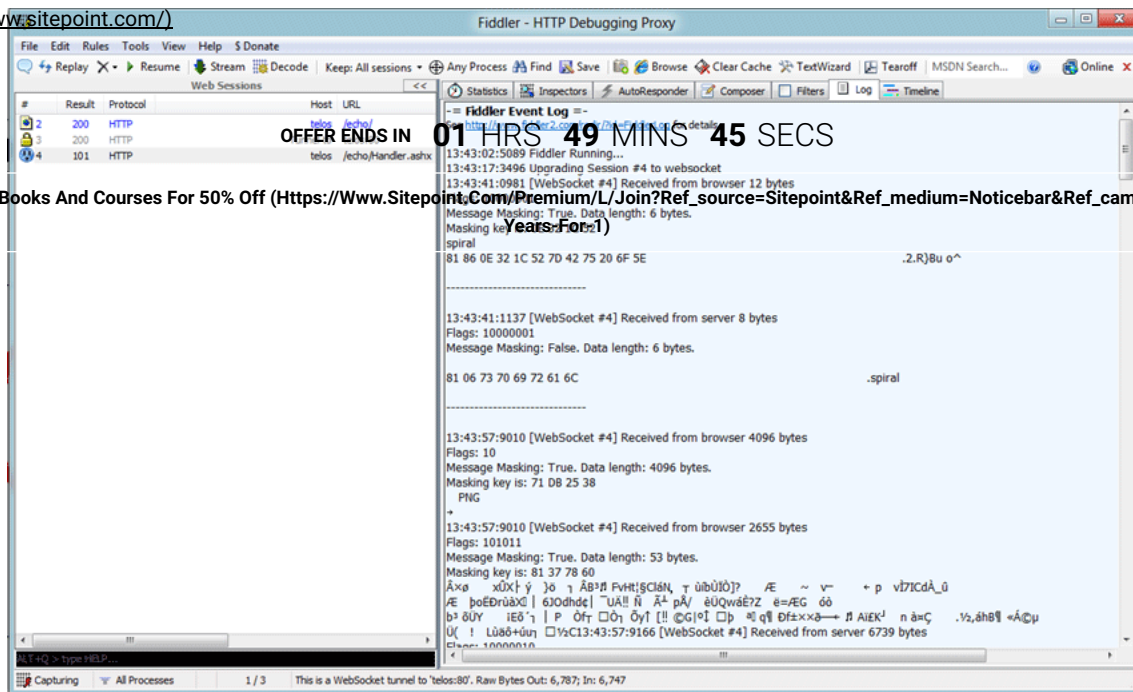 ww.sitepoint.com/)
Fiddler - HTTP Debugging Proxy
File Edit Rules Tools View Help $ Donate
Replay X Resume Stream Decode Keep: All sessions Any Process Find Save Browse Clear Cache TextWizard Tearoff MSDN Search... Online X
Web Sessions <<
Statistics Inspectors AutoResponder Composer Filters Log Timeline
# Result Protocol Host URL
2 200 HTTP telos /echo/
3 200 HTTP
4 101 HTTP telos /echo/Handler.ashx
OFFER ENDS IN 01 HRS 49 MINS 45 SECS
Books And Courses For 50% Off (Https://Www.Sitepoint.Com/Premium/L/Join?Ref_source=Sitepoint&Ref_medium=Noticebar&Ref_cam
Years-For-1)
-= Fiddler Event Log =-
for details
13:43:02:5089 Fiddler Running...
13:43:17:3496 Upgrading Session #4 to websocket
13:43:41:0981 [WebSocket #4] Received from browser 12 bytes
Message Masking: True. Data length: 6 bytes.
Masking key is:
spiral
81 86 0E 32 1C 52 7D 42 75 20 6F 5E .2.R}Bu o^
-----------------------------
13:43:41:1137 [WebSocket #4] Received from server 8 bytes
Flags: 10000001
Message Masking: False. Data length: 6 bytes.
81 06 73 70 69 72 61 6C .spiral
-----------------------------
13:43:57:9010 [WebSocket #4] Received from browser 4096 bytes
Flags: 10
Message Masking: True. Data length: 4096 bytes.
Masking key is: 71 DB 25 38
PNG
13:43:57:9010 [WebSocket #4] Received from browser 2655 bytes
Flags: 101011
Message Masking: True. Data length: 53 bytes.
Masking key is: 81 37 78 60
13:43:57:9166 [WebSocket #4] Received from server 6739 bytes
Flags: 10000010
ALT+Q > type HELP...
Capturing All Processes 1 / 3 This is a WebSocket tunnel to 'telos:80'. Raw Bytes Out: 6,787; In: 6,747